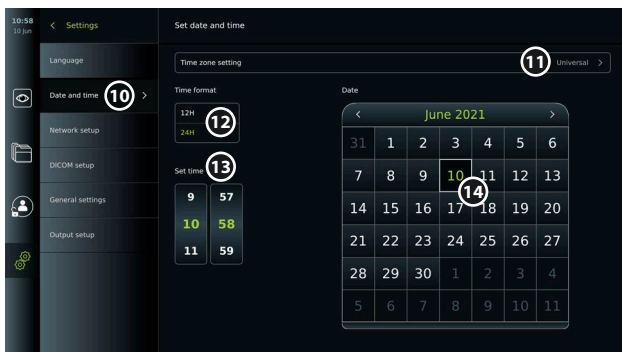 10:58
10 Jun
Settings
Set date and time
Language
Time zone setting
11
Universal
Date and time
10
Time format
Date
12H
24H
12
June 2021
Network setup
31 1 2 3 4 5 6
DICOM setup
Set time
13
7 8 9 10 11 12 13
14
General settings
9 57
10 58
11 59
14 15 16 17 18 19 20
Output setup
21 22 23 24 25 26 27
28 29 30 1 2 3 4
5 6 7 8 9 10 11